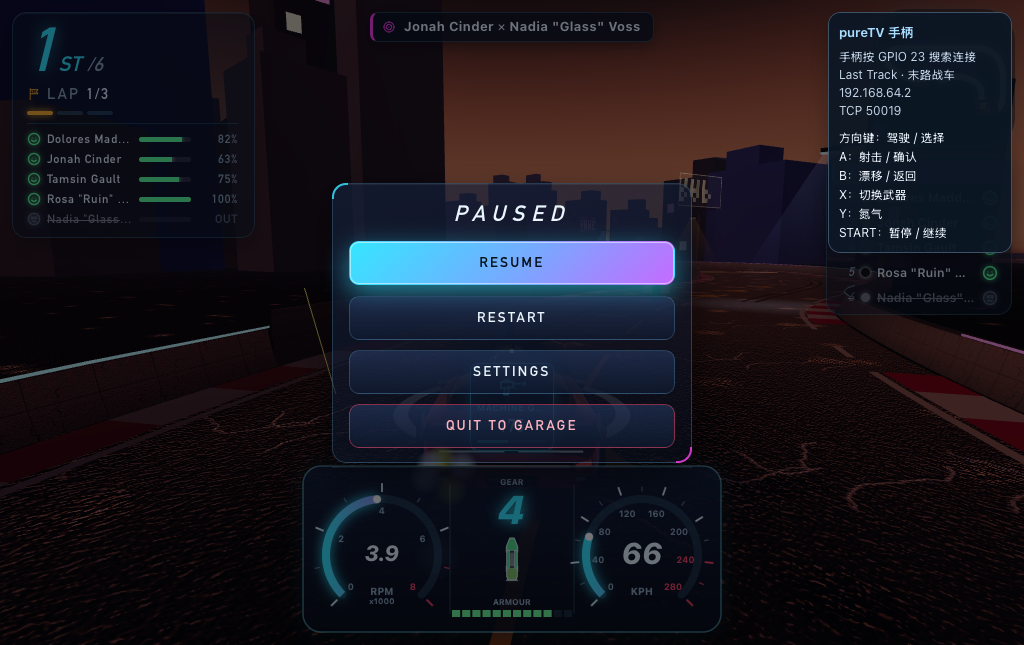 1 ST /6
LAP 1/3
Dolores Mad... 82%
Jonah Cinder 63%
Tamsin Gault 75%
Rosa "Ruin" ... 100%
Nadia "Glass... OUT
Jonah Cinder × Nadia "Glass" Voss
pureTV 手柄
手柄按 GPIO 23 搜索连接
Last Track · 末路战车
192.168.64.2
TCP 50019
方向键：驾驶 / 选择
A：射击 / 确认
B：漂移 / 返回
X：切换武器
Y：氮气
START：暂停 / 继续
5 Rosa "Ruin" ...
Nadia "Glass"...
PAUSED
RESUME
RESTART
SETTINGS
QUIT TO GARAGE
0 2 4 6 8
3.9
RPM
x1000
GEAR
4
ARMOUR
0 40 80 120 160 200 240 280
66
KPH